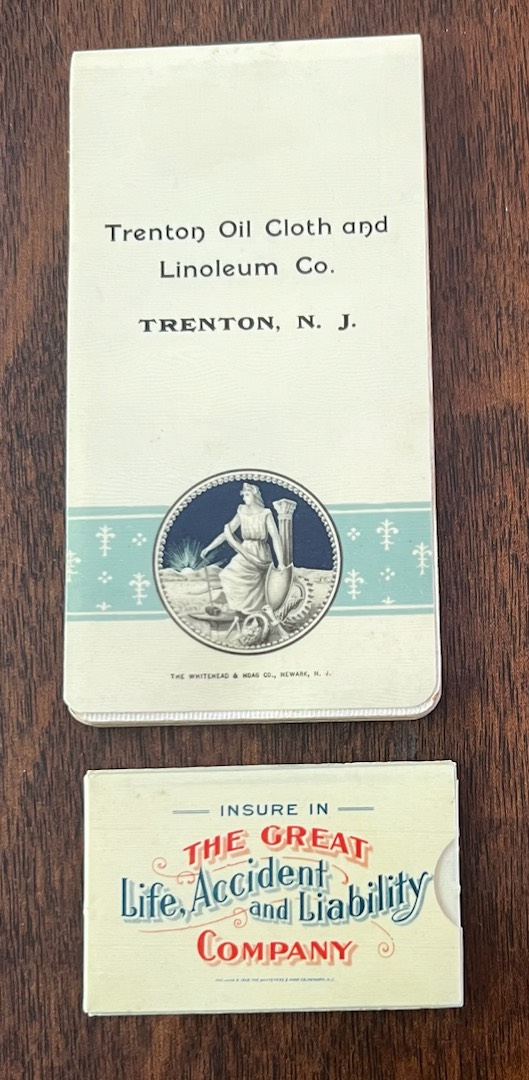 Trenton Oil Cloth and
Linoleum Co.
TRENTON, N. J.
THE WHITEHEAD & HOAG CO., NEWARK, N. J.
INSURE IN
THE GREAT
Life, Accident
and Liability
COMPANY